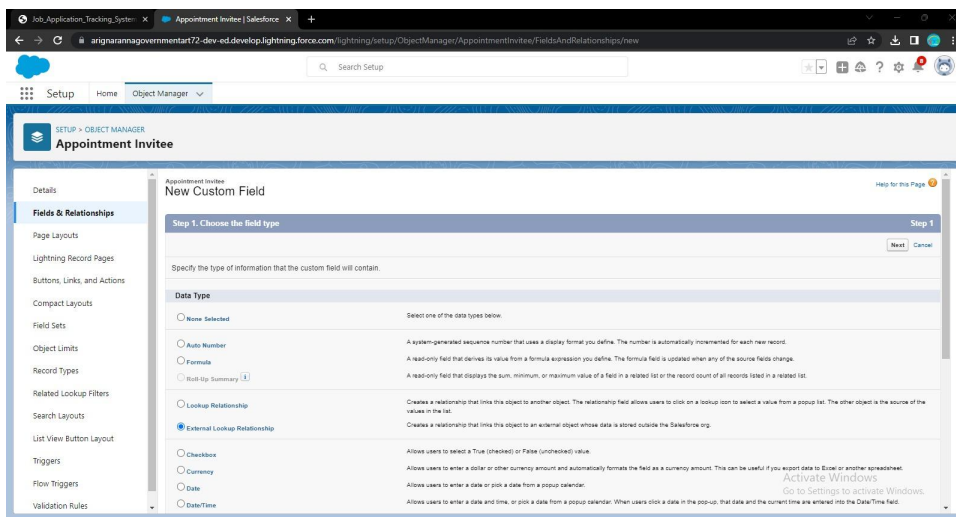 Job_Application_Tracking_System
Appointment Invitee | Salesforce
arignarannagovernmentart72-dev-ed.develop.lightning.force.com/lightning/setup/ObjectManager/AppointmentInvitee/FieldsAndRelationships/new
Search Setup
Setup
Home
Object Manager
SETUP > OBJECT MANAGER
Appointment Invitee
Details
Fields & Relationships
Page Layouts
Lightning Record Pages
Buttons, Links, and Actions
Compact Layouts
Field Sets
Object Limits
Record Types
Related Lookup Filters
Search Layouts
List View Button Layout
Triggers
Flow Triggers
Validation Rules
Appointment Invitee
New Custom Field
Help for this Page
Step 1. Choose the field type
Step 1
Next Cancel
Specify the type of information that the custom field will contain.
Data Type
None Selected
Select one of the data types below.
Auto Number
A system-generated sequence number that uses a display format you define. The number is automatically incremented for each new record.
Formula
A read-only field that derives its value from a formula expression you define. The formula field is updated when any of the source fields change.
Roll-Up Summary i
A read-only field that displays the sum, minimum, or maximum value of a field in a related list or the record count of all records listed in a related list.
Lookup Relationship
Creates a relationship that links this object to another object. The relationship field allows users to click on a lookup icon to select a value from a popup list. The other object is the source of the
values in the list.
External Lookup Relationship
Creates a relationship that links this object to an external object whose data is stored outside the Salesforce org.
Checkbox
Allows users to select a True (checked) or False (unchecked) value.
Currency
Allows users to enter a dollar or other currency amount and automatically formats the field as a currency amount. This can be useful if you export data to Excel or another spreadsheet.
Date
Allows users to enter a date or pick a date from a popup calendar.
Date/Time
Allows users to enter a date and time, or pick a date from a popup calendar. When users click a date in the pop-up, that date and the current time are entered into the Date/Time field.
Activate Windows
Go to Settings to activate Windows.